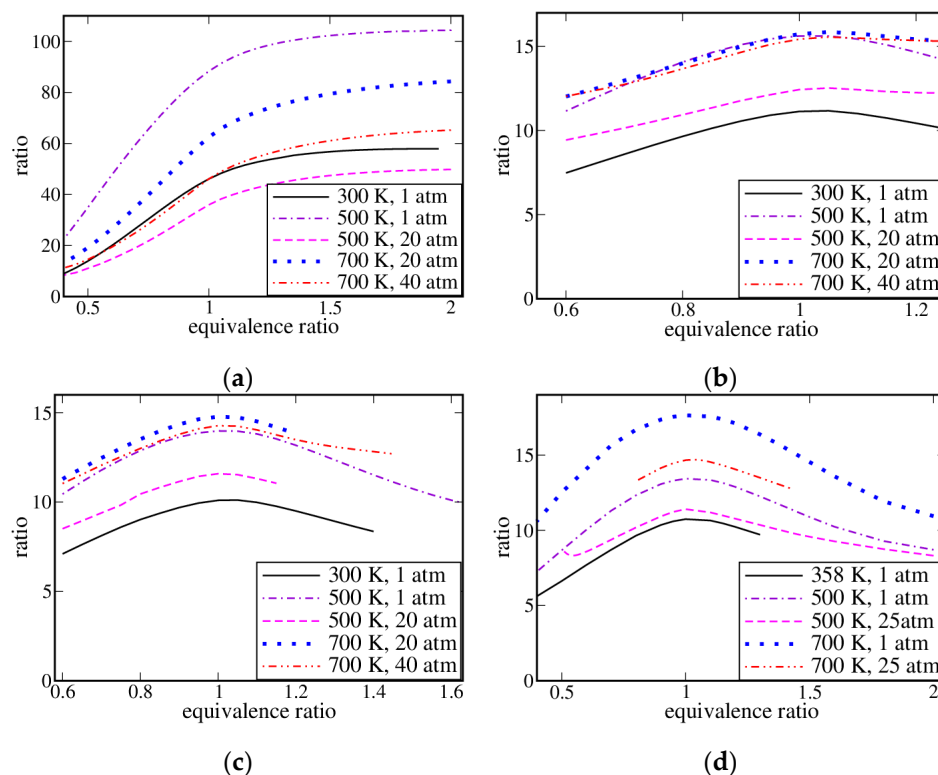 100
80
60
40
20
0
ratio
0.5
1
1.5
2
equivalence ratio
300 K, 1 atm
500 K, 1 atm
500 K, 20 atm
700 K, 20 atm
700 K, 40 atm
(a)
15
10
5
0
ratio
0.6
0.8
1
1.2
equivalence ratio
300 K, 1 atm
500 K, 1 atm
500 K, 20 atm
700 K, 20 atm
700 K, 40 atm
(b)
15
10
5
0
ratio
0.6
0.8
1
1.2
1.4
1.6
equivalence ratio
300 K, 1 atm
500 K, 1 atm
500 K, 20 atm
700 K, 20 atm
700 K, 40 atm
(c)
15
10
5
0
ratio
0.5
1
1.5
2
equivalence ratio
358 K, 1 atm
500 K, 1 atm
500 K, 25atm
700 K, 1 atm
700 K, 25 atm
(d)